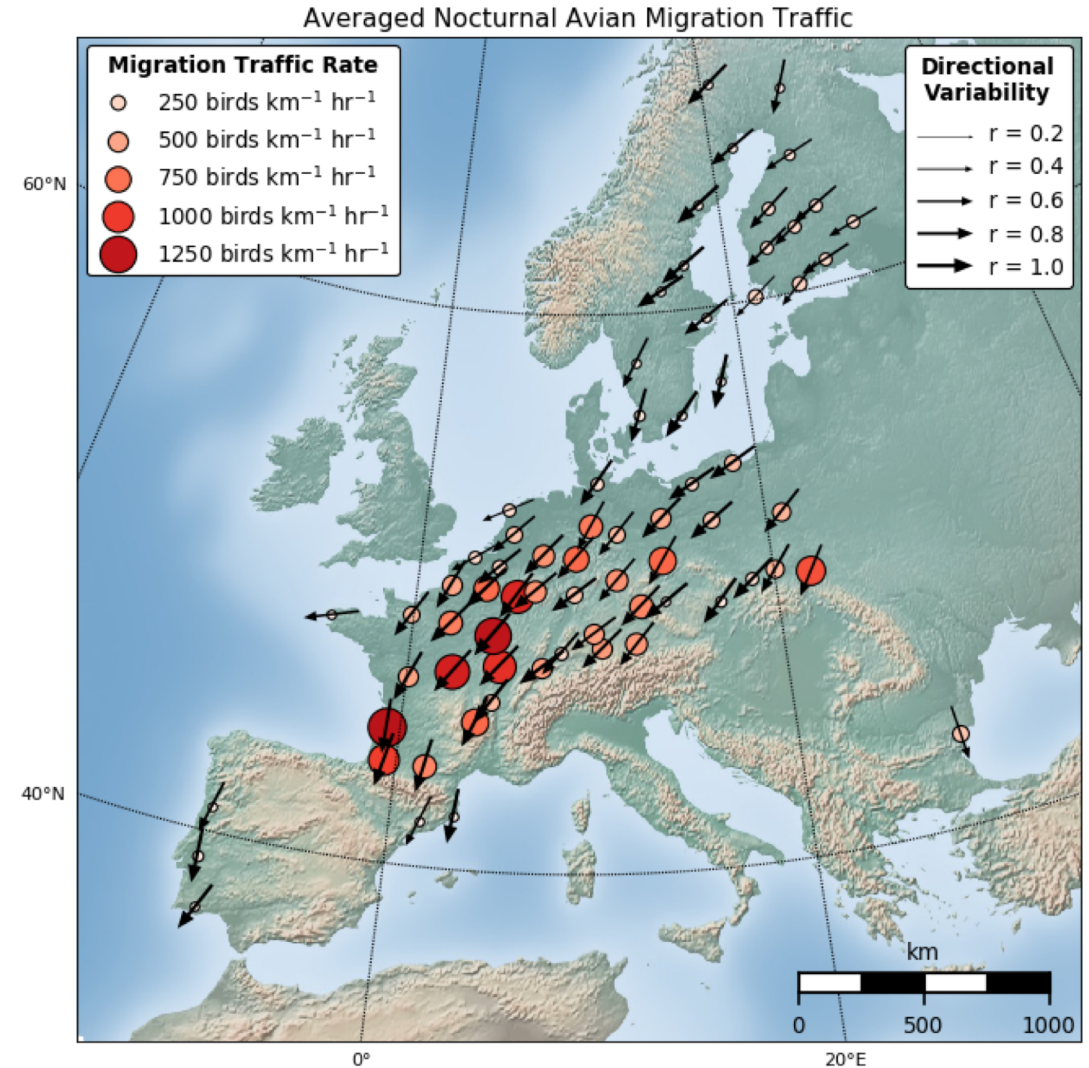 Averaged Nocturnal Avian Migration Traffic
Migration Traffic Rate
250 birds km⁻¹ hr⁻¹
500 birds km⁻¹ hr⁻¹
750 birds km⁻¹ hr⁻¹
1000 birds km⁻¹ hr⁻¹
1250 birds km⁻¹ hr⁻¹
Directional
Variability
r = 0.2
r = 0.4
r = 0.6
r = 0.8
r = 1.0
60°N
40°N
km
0 500 1000
0° 20°E